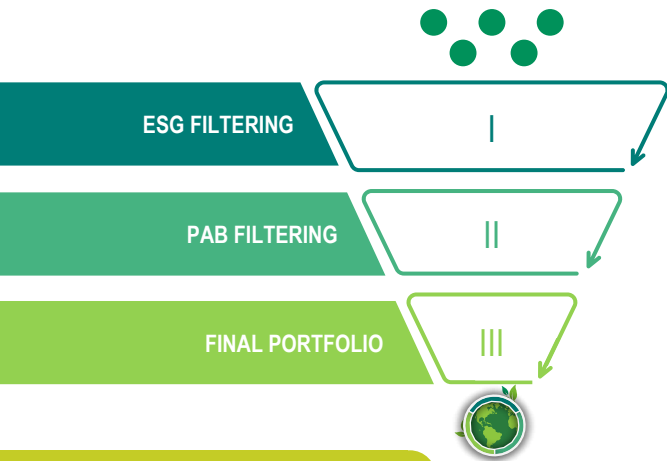 ESG FILTERING
I
PAB FILTERING
II
FINAL PORTFOLIO
III